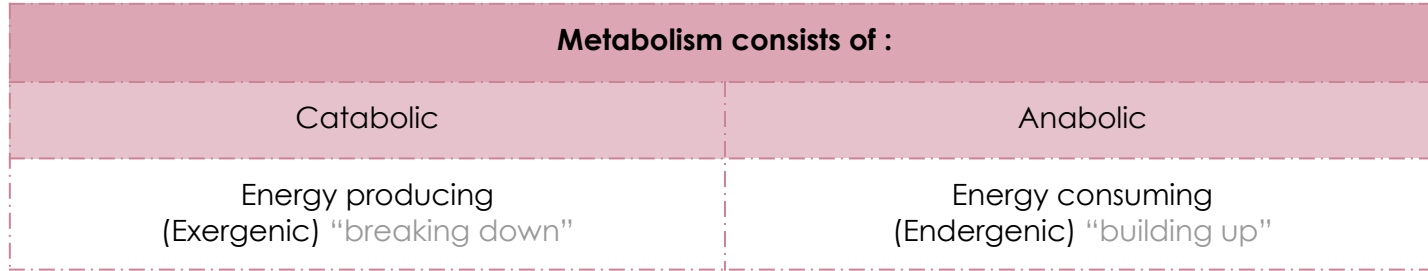 Metabolism consists of :
Catabolic
Anabolic
Energy producing
(Exergenic) “breaking down”
Energy consuming
(Endergenic) “building up”